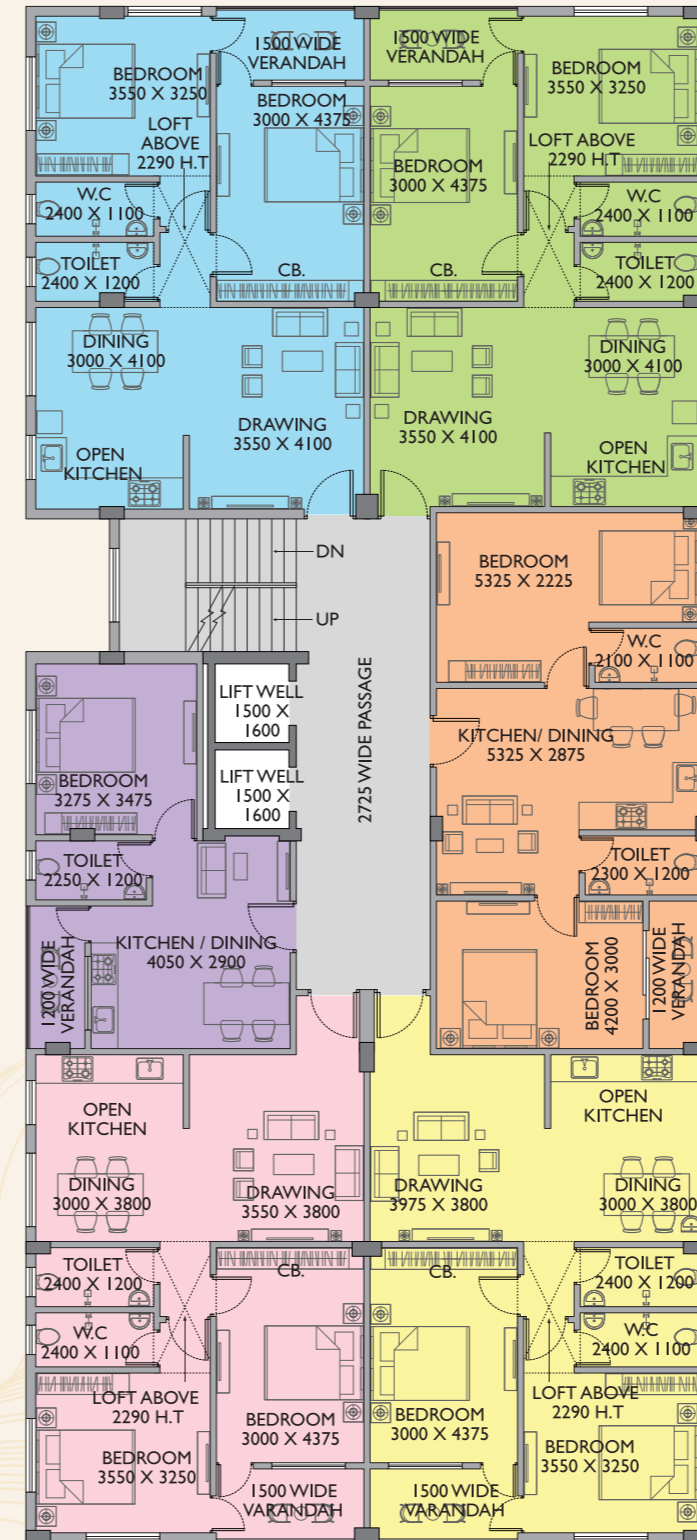 1500 WIDE
VERANDAH
BEDROOM
3550 X 3250
BEDROOM
3000 X 4375
LOFT
ABOVE
2290 H.T
W.C
2400 X 1100
TOILET
2400 X 1200
CB.
DINING
3000 X 4100
DRAWING
3550 X 4100
OPEN
KITCHEN
1500 WIDE
VERANDAH
BEDROOM
3550 X 3250
BEDROOM
3000 X 4375
LOFT ABOVE
2290 H.T
W.C
2400 X 1100
TOILET
2400 X 1200
CB.
DINING
3000 X 4100
DRAWING
3550 X 4100
OPEN
KITCHEN
DN
UP
LIFT WELL
1500 X
1600
LIFT WELL
1500 X
1600
2725 WIDE PASSAGE
BEDROOM
5325 X 2225
W.C
2100 X 1100
KITCHEN/ DINING
5325 X 2875
TOILET
2300 X 1200
BEDROOM
4200 X 3000
1200 WIDE
VERANDAH
BEDROOM
3275 X 3475
TOILET
2250 X 1200
KITCHEN / DINING
4050 X 2900
1200 WIDE
VERANDAH
OPEN
KITCHEN
DINING
3000 X 3800
DRAWING
3550 X 3800
TOILET
2400 X 1200
CB.
W.C
2400 X 1100
LOFT ABOVE
2290 H.T
BEDROOM
3000 X 4375
BEDROOM
3550 X 3250
1500 WIDE
VARANDAH
OPEN
KITCHEN
DRAWING
3975 X 3800
DINING
3000 X 3800
CB.
TOILET
2400 X 1200
W.C
2400 X 1100
LOFT ABOVE
2290 H.T
BEDROOM
3000 X 4375
BEDROOM
3550 X 3250
1500 WIDE
VARANDAH